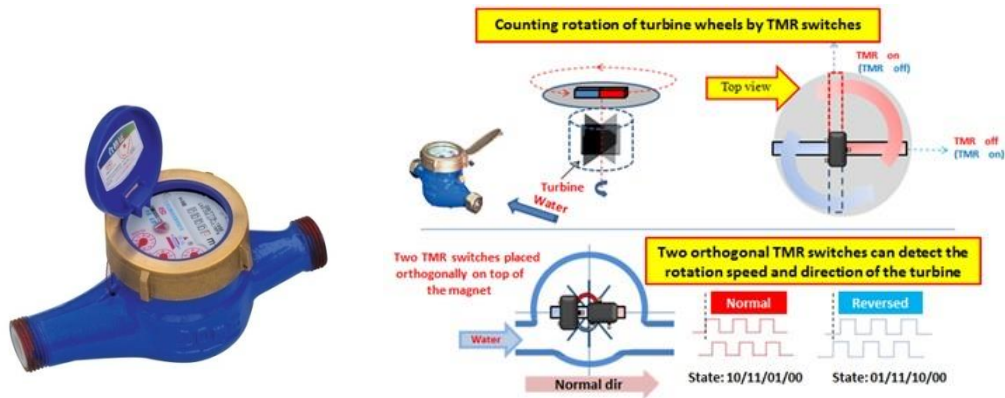 Counting rotation of turbine wheels by TMR switches
TMR on
(TMR off)
Top view
TMR off
(TMR on)
Turbine
Water
Two TMR switches placed
orthogonally on top of
the magnet
Two orthogonal TMR switches can detect the
rotation speed and direction of the turbine
Normal
Reversed
Water
State: 10/11/01/00
State: 01/11/10/00
Normal dir